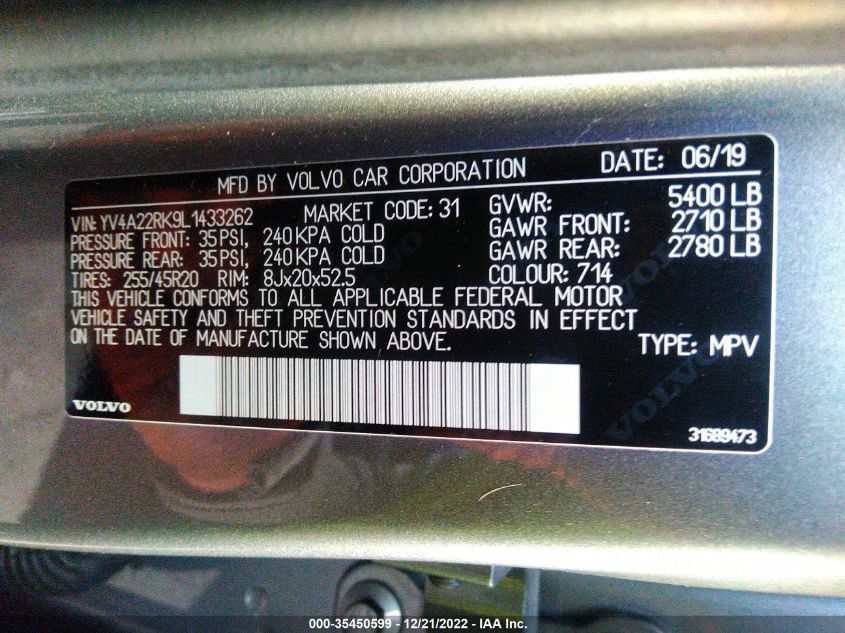 MFD BY VOLVO CAR CORPORATION DATE: 06/19
VIN: YV4A22RK9L1433262 MARKET CODE: 31 GVWR: 5400 LB
PRESSURE FRONT: 35PSI, 240KPA COLD GAWR FRONT: 2710 LB
PRESSURE REAR: 35PSI, 240KPA COLD GAWR REAR: 2780 LB
TIRES: 255/45R20 RIM: 8Jx20x52.5 COLOUR: 714
THIS VEHICLE CONFORMS TO ALL APPLICABLE FEDERAL MOTOR
VEHICLE SAFETY AND THEFT PREVENTION STANDARDS IN EFFECT
ON THE DATE OF MANUFACTURE SHOWN ABOVE. TYPE: MPV
VOLVO
31689473
000-35450599 - 12/21/2022 - IAA Inc.